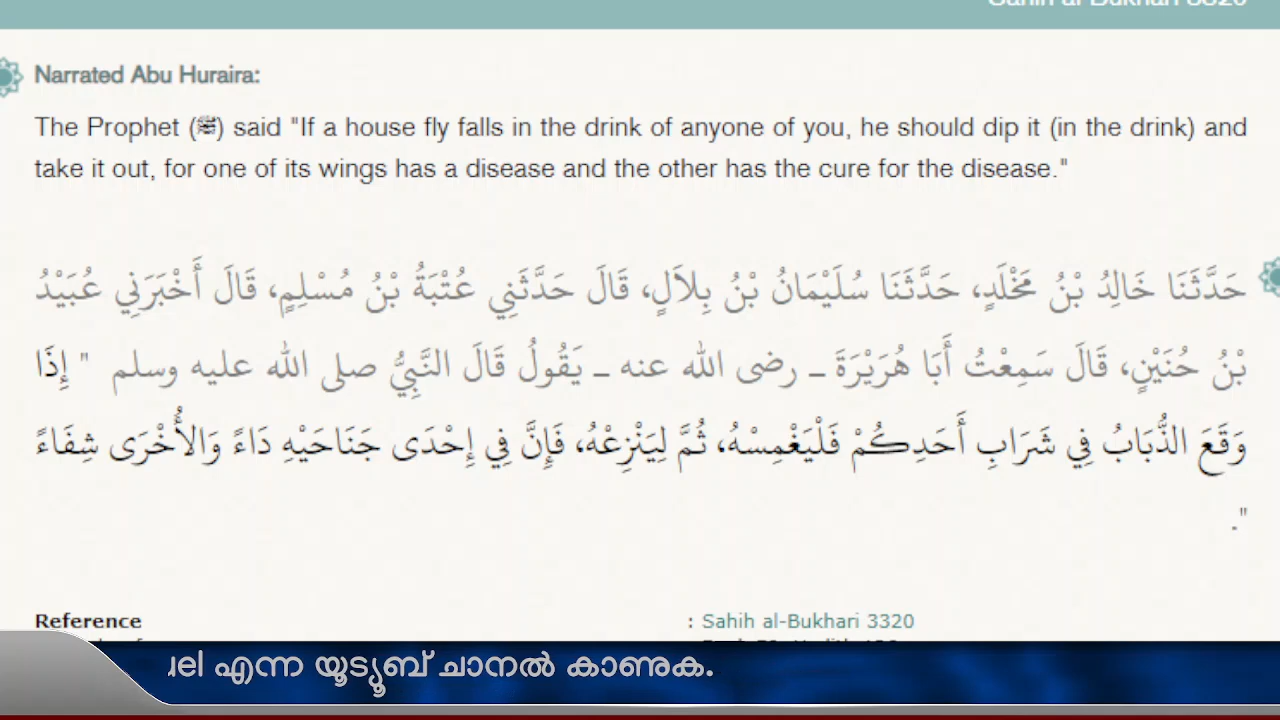 Sahih al-Bukhari 3320
Narrated Abu Huraira:
The Prophet (ﷺ) said "If a house fly falls in the drink of anyone of you, he should dip it (in the drink) and
take it out, for one of its wings has a disease and the other has the cure for the disease."
حَدَّثَنَا خَالِدُ بْنُ مَخْلَدٍ، حَدَّثَنَا سُلَيْمَانُ بْنُ بِلاَلٍ، قَالَ حَدَّثَنِي عُتْبَةُ بْنُ مُسْلِمٍ، قَالَ أَخْبَرَنِي عُبَيْدُ
بْنُ حُنَيْنٍ، قَالَ سَمِعْتُ أَبَا هُرَيْرَةَ ـ رضى الله عنه ـ يَقُولُ قَالَ النَّبِيُّ صلى الله عليه وسلم " إِذَا
وَقَعَ الذُّبَابُ فِي شَرَابِ أَحَدِكُمْ فَلْيَغْمِسْهُ، ثُمَّ لِيَنْزِعْهُ، فَإِنَّ فِي إِحْدَى جَنَاحَيْهِ دَاءً وَالأُخْرَى شِفَاءً
".
Reference : Sahih al-Bukhari 3320
എന്ന യൂട്യൂബ് ചാനൽ കാണുക.